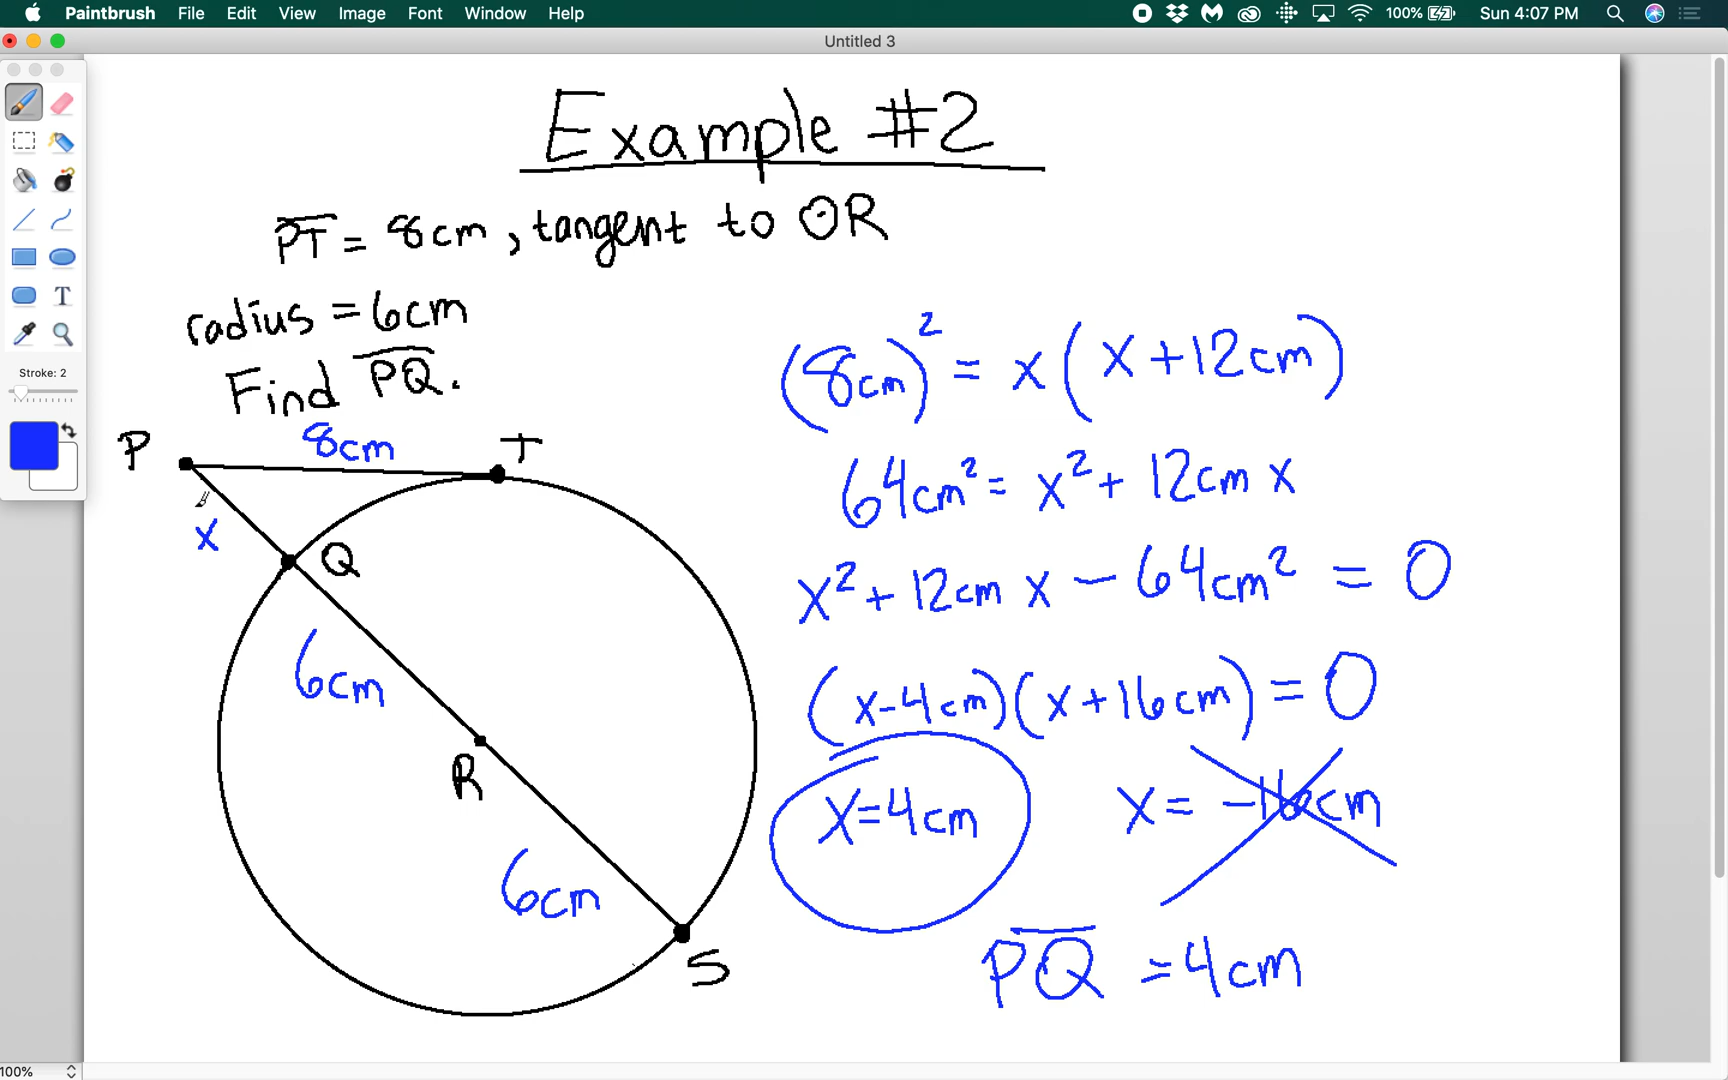 Paintbrush File Edit View Image Font Window Help 100% Sun 4:07 PM
Untitled 3
Example #2
PT = 8cm, tangent to ⊙R
radius = 6cm
Find PQ.
(8cm)² = x(x+12cm)
64cm² = x² + 12cm x
x² + 12cm x − 64cm² = 0
(x-4cm)(x+16cm) = 0
x=4cm x = -16cm
PQ = 4cm
P
8cm
T
x
Q
6cm
R
6cm
S
T
Stroke: 2
100%